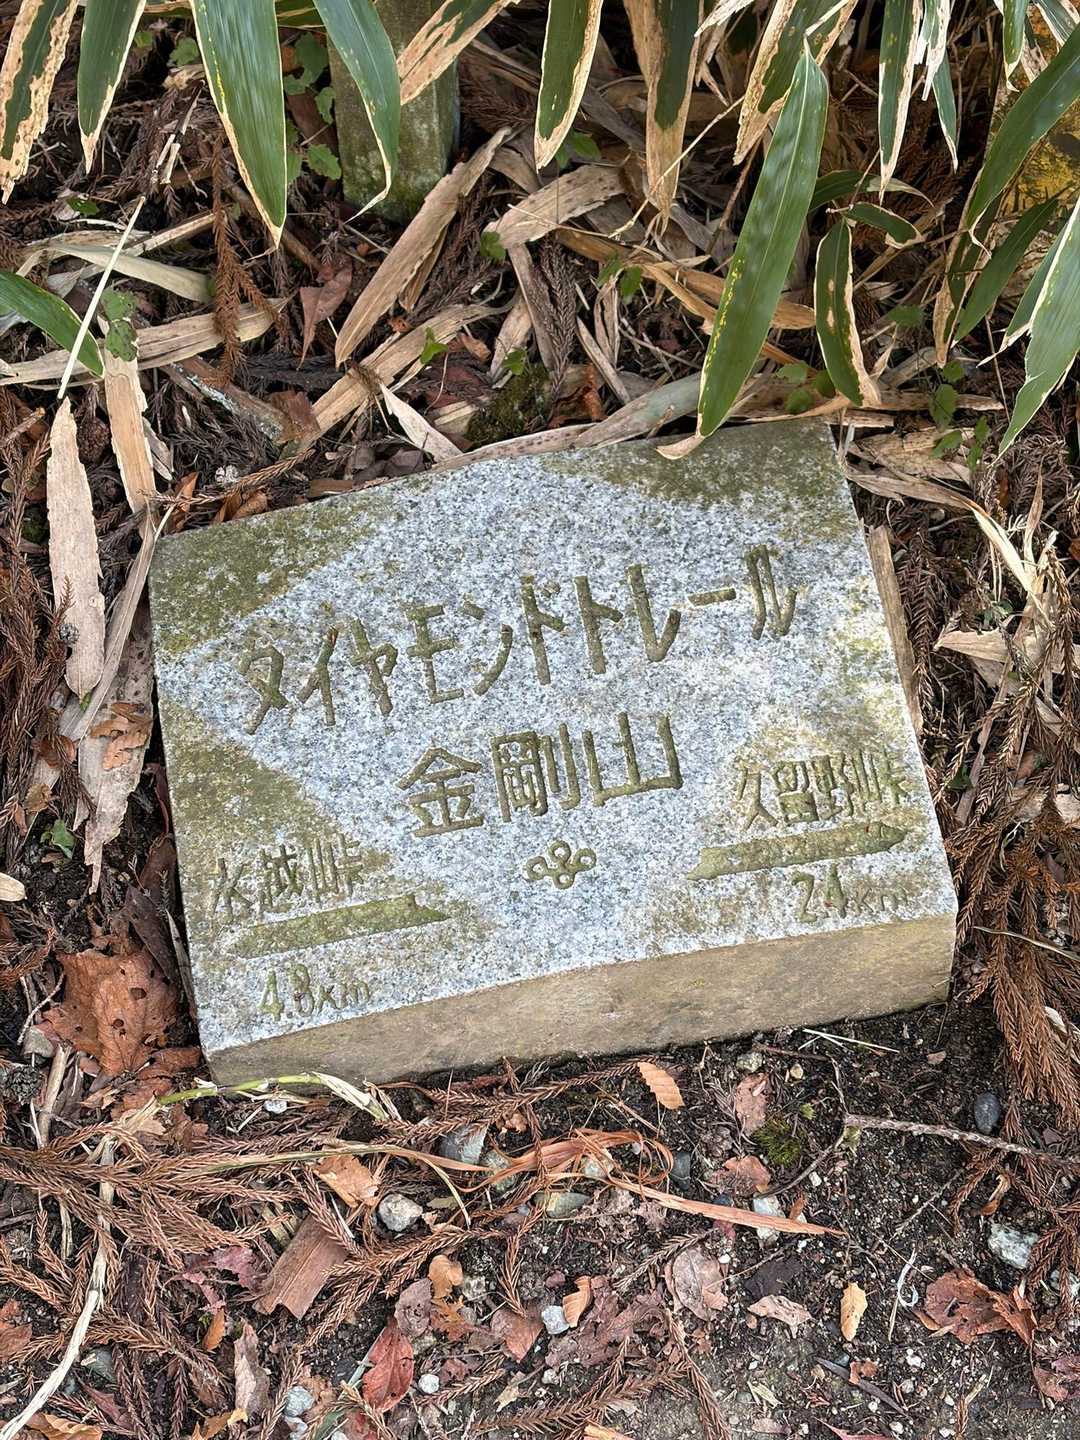 ダイヤモンドトレール
金剛山
久留野峠
水越峠
2.1km
4.8km